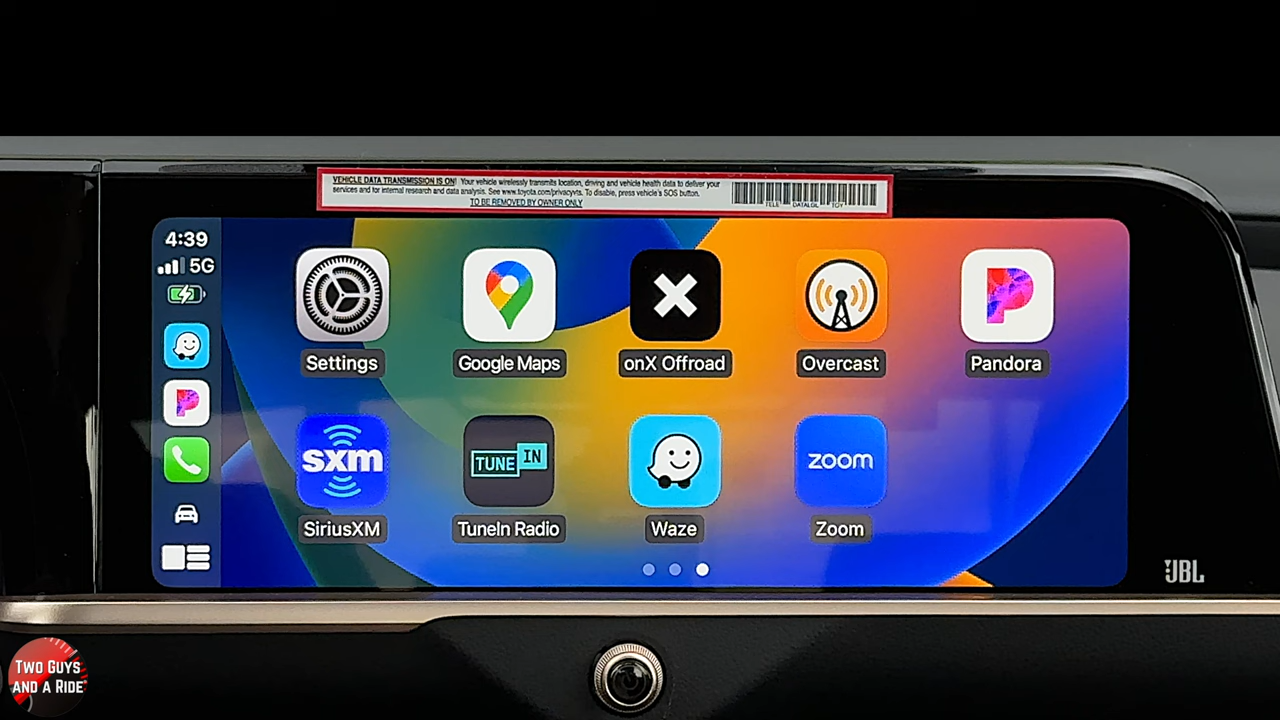 VEHICLE DATA TRANSMISSION IS ON! Your vehicle wirelessly transmits location, driving and vehicle health data to deliver your
services and for internal research and data analysis. See www.toyota.com/privacyvts. To disable, press vehicle's SOS button.
TO BE REMOVED BY OWNER ONLY
TELE DATALGL TOY
4:39
5G
Settings
Google Maps
onX Offroad
Overcast
Pandora
sxm
TUNE IN
zoom
SiriusXM
TuneIn Radio
Waze
Zoom
JBL
TWO GUYS
AND A RIDE